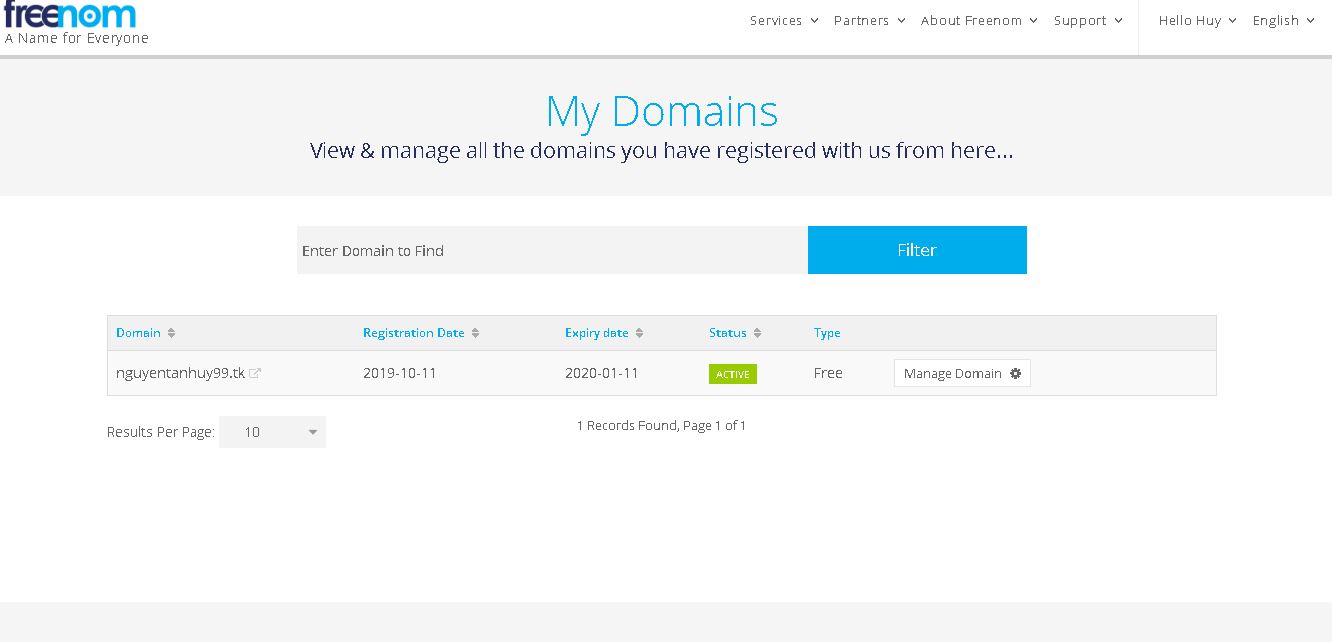 freenom
A Name for Everyone
Services Partners About Freenom Support Hello Huy English
My Domains
View & manage all the domains you have registered with us from here...
Enter Domain to Find Filter
Domain Registration Date Expiry date Status Type
nguyentanhuy99.tk 2019-10-11 2020-01-11 ACTIVE Free Manage Domain
Results Per Page: 10 1 Records Found, Page 1 of 1